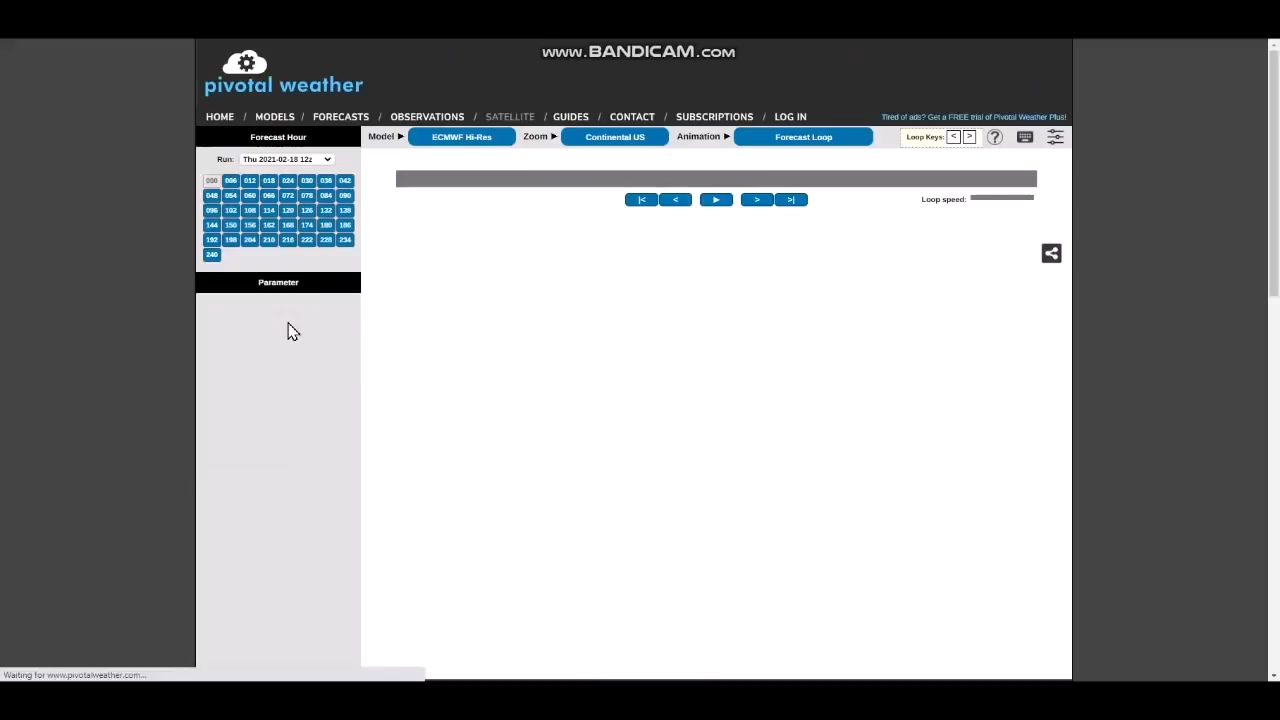 www.BANDICAM.com
pivotal weather
HOME / MODELS / FORECASTS / OBSERVATIONS / SATELLITE / GUIDES / CONTACT / SUBSCRIPTIONS / LOG IN
Tired of ads? Get a FREE trial of Pivotal Weather Plus!
Forecast Hour
Model ▶ ECMWF Hi-Res Zoom ▶ Continental US Animation ▶ Forecast Loop
Loop Keys: < > ?
Run: Thu 2021-02-18 12z
000 006 012 018 024 030 036 042
048 054 060 066 072 078 084 090
096 102 108 114 120 126 132 138
144 150 156 162 168 174 180 186
192 198 204 210 216 222 228 234
240
|< < ▶ > >|
Loop speed:
Parameter
Waiting for www.pivotalweather.com...